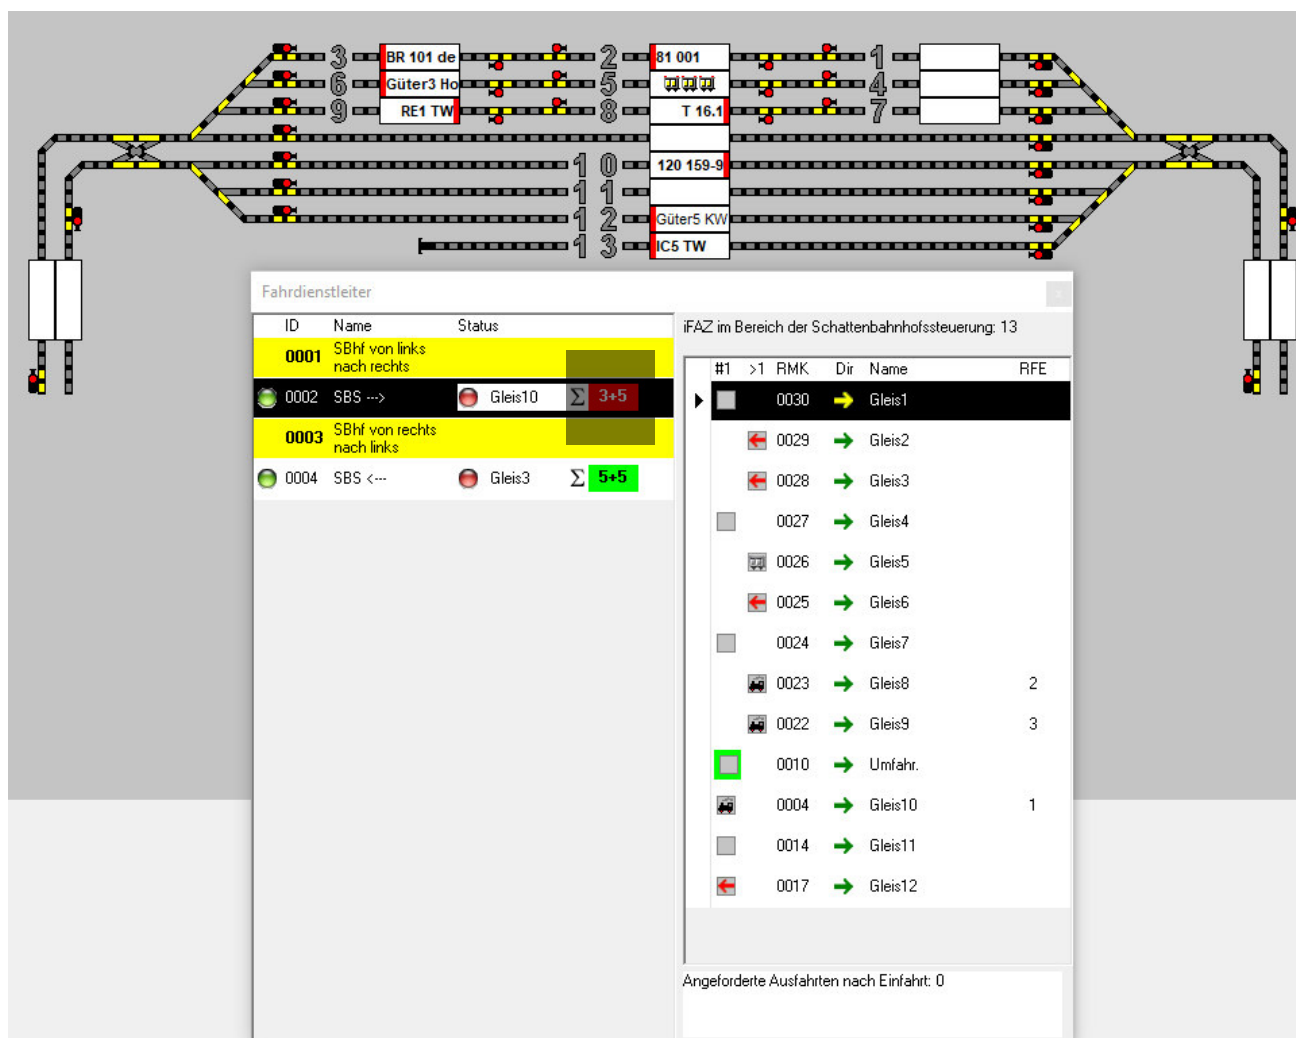 3 BR 101 de 2 81 001 1
6 Güter3 Ho 5 4
9 RE1 TW 8 T 16.1 7
10 120 159-9
11
12 Güter5 KW
13 IC5 TW
Fahrdienstleiter x
ID Name Status
0001 SBhf von links
nach rechts
0002 SBS ---> Gleis10 Σ 3+5
0003 SBhf von rechts
nach links
0004 SBS <--- Gleis3 Σ 5+5
iFAZ im Bereich der Schattenbahnhofssteuerung: 13
#1 >1 RMK Dir Name RFE
0030 Gleis1
0029 Gleis2
0028 Gleis3
0027 Gleis4
0026 Gleis5
0025 Gleis6
0024 Gleis7
0023 Gleis8 2
0022 Gleis9 3
0010 Umfahr.
0004 Gleis10 1
0014 Gleis11
0017 Gleis12
Angeforderte Ausfahrten nach Einfahrt: 0